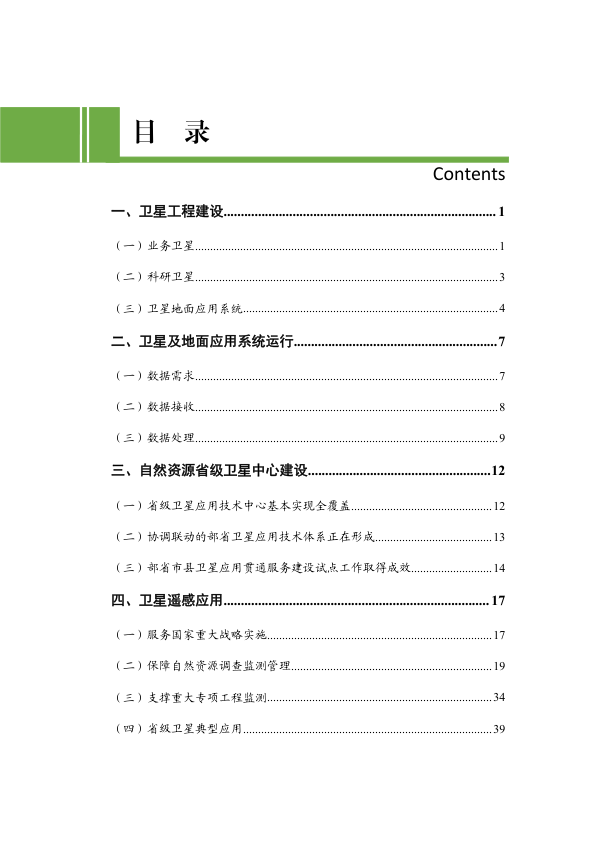 目 录
Contents
一、卫星工程建设............................................................................... 1
（一）业务卫星.....................................................................................................1
（二）科研卫星.....................................................................................................3
（三）卫星地面应用系统.....................................................................................4
二、卫星及地面应用系统运行...........................................................7
（一）数据需求.....................................................................................................7
（二）数据接收.....................................................................................................8
（三）数据处理.....................................................................................................9
三、自然资源省级卫星中心建设.....................................................12
（一）省级卫星应用技术中心基本实现全覆盖...............................................12
（二）协调联动的部省卫星应用技术体系正在形成.......................................13
（三）部省市县卫星应用贯通服务建设试点工作取得成效...........................14
四、卫星遥感应用............................................................................. 17
（一）服务国家重大战略实施...........................................................................17
（二）保障自然资源调查监测管理...................................................................19
（三）支撑重大专项工程监测...........................................................................34
（四）省级卫星典型应用...................................................................................39